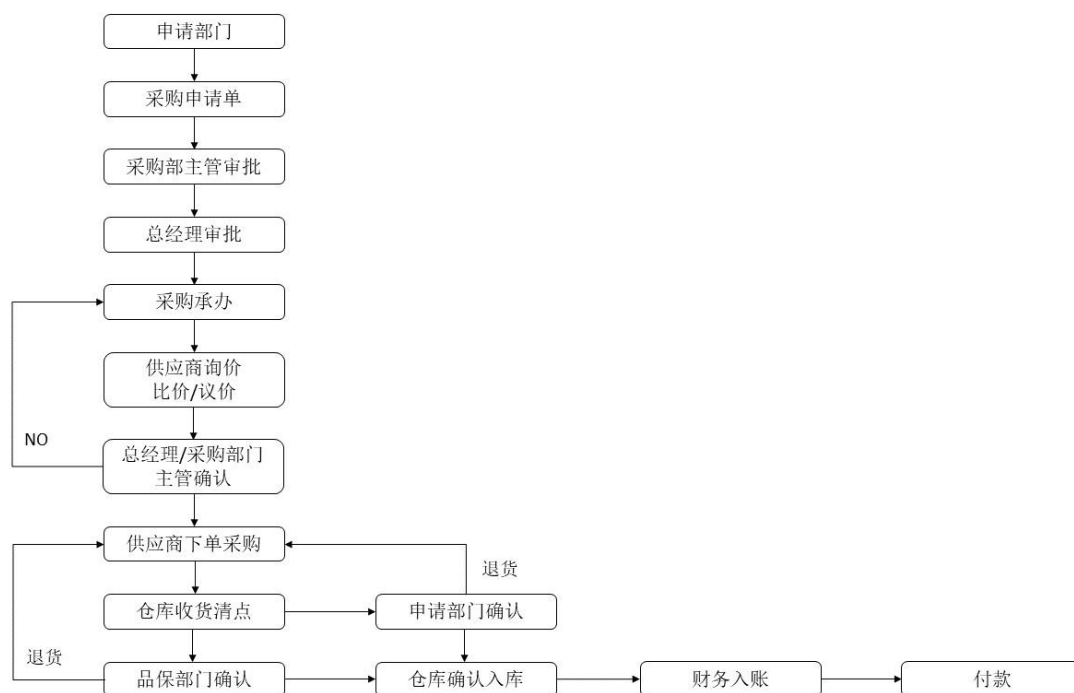 申请部门
采购申请单
采购部主管审批
总经理审批
采购承办
供应商询价
比价/议价
NO
总经理/采购部门
主管确认
供应商下单采购
退货
仓库收货清点
申请部门确认
退货
品保部门确认
仓库确认入库
财务入账
付款